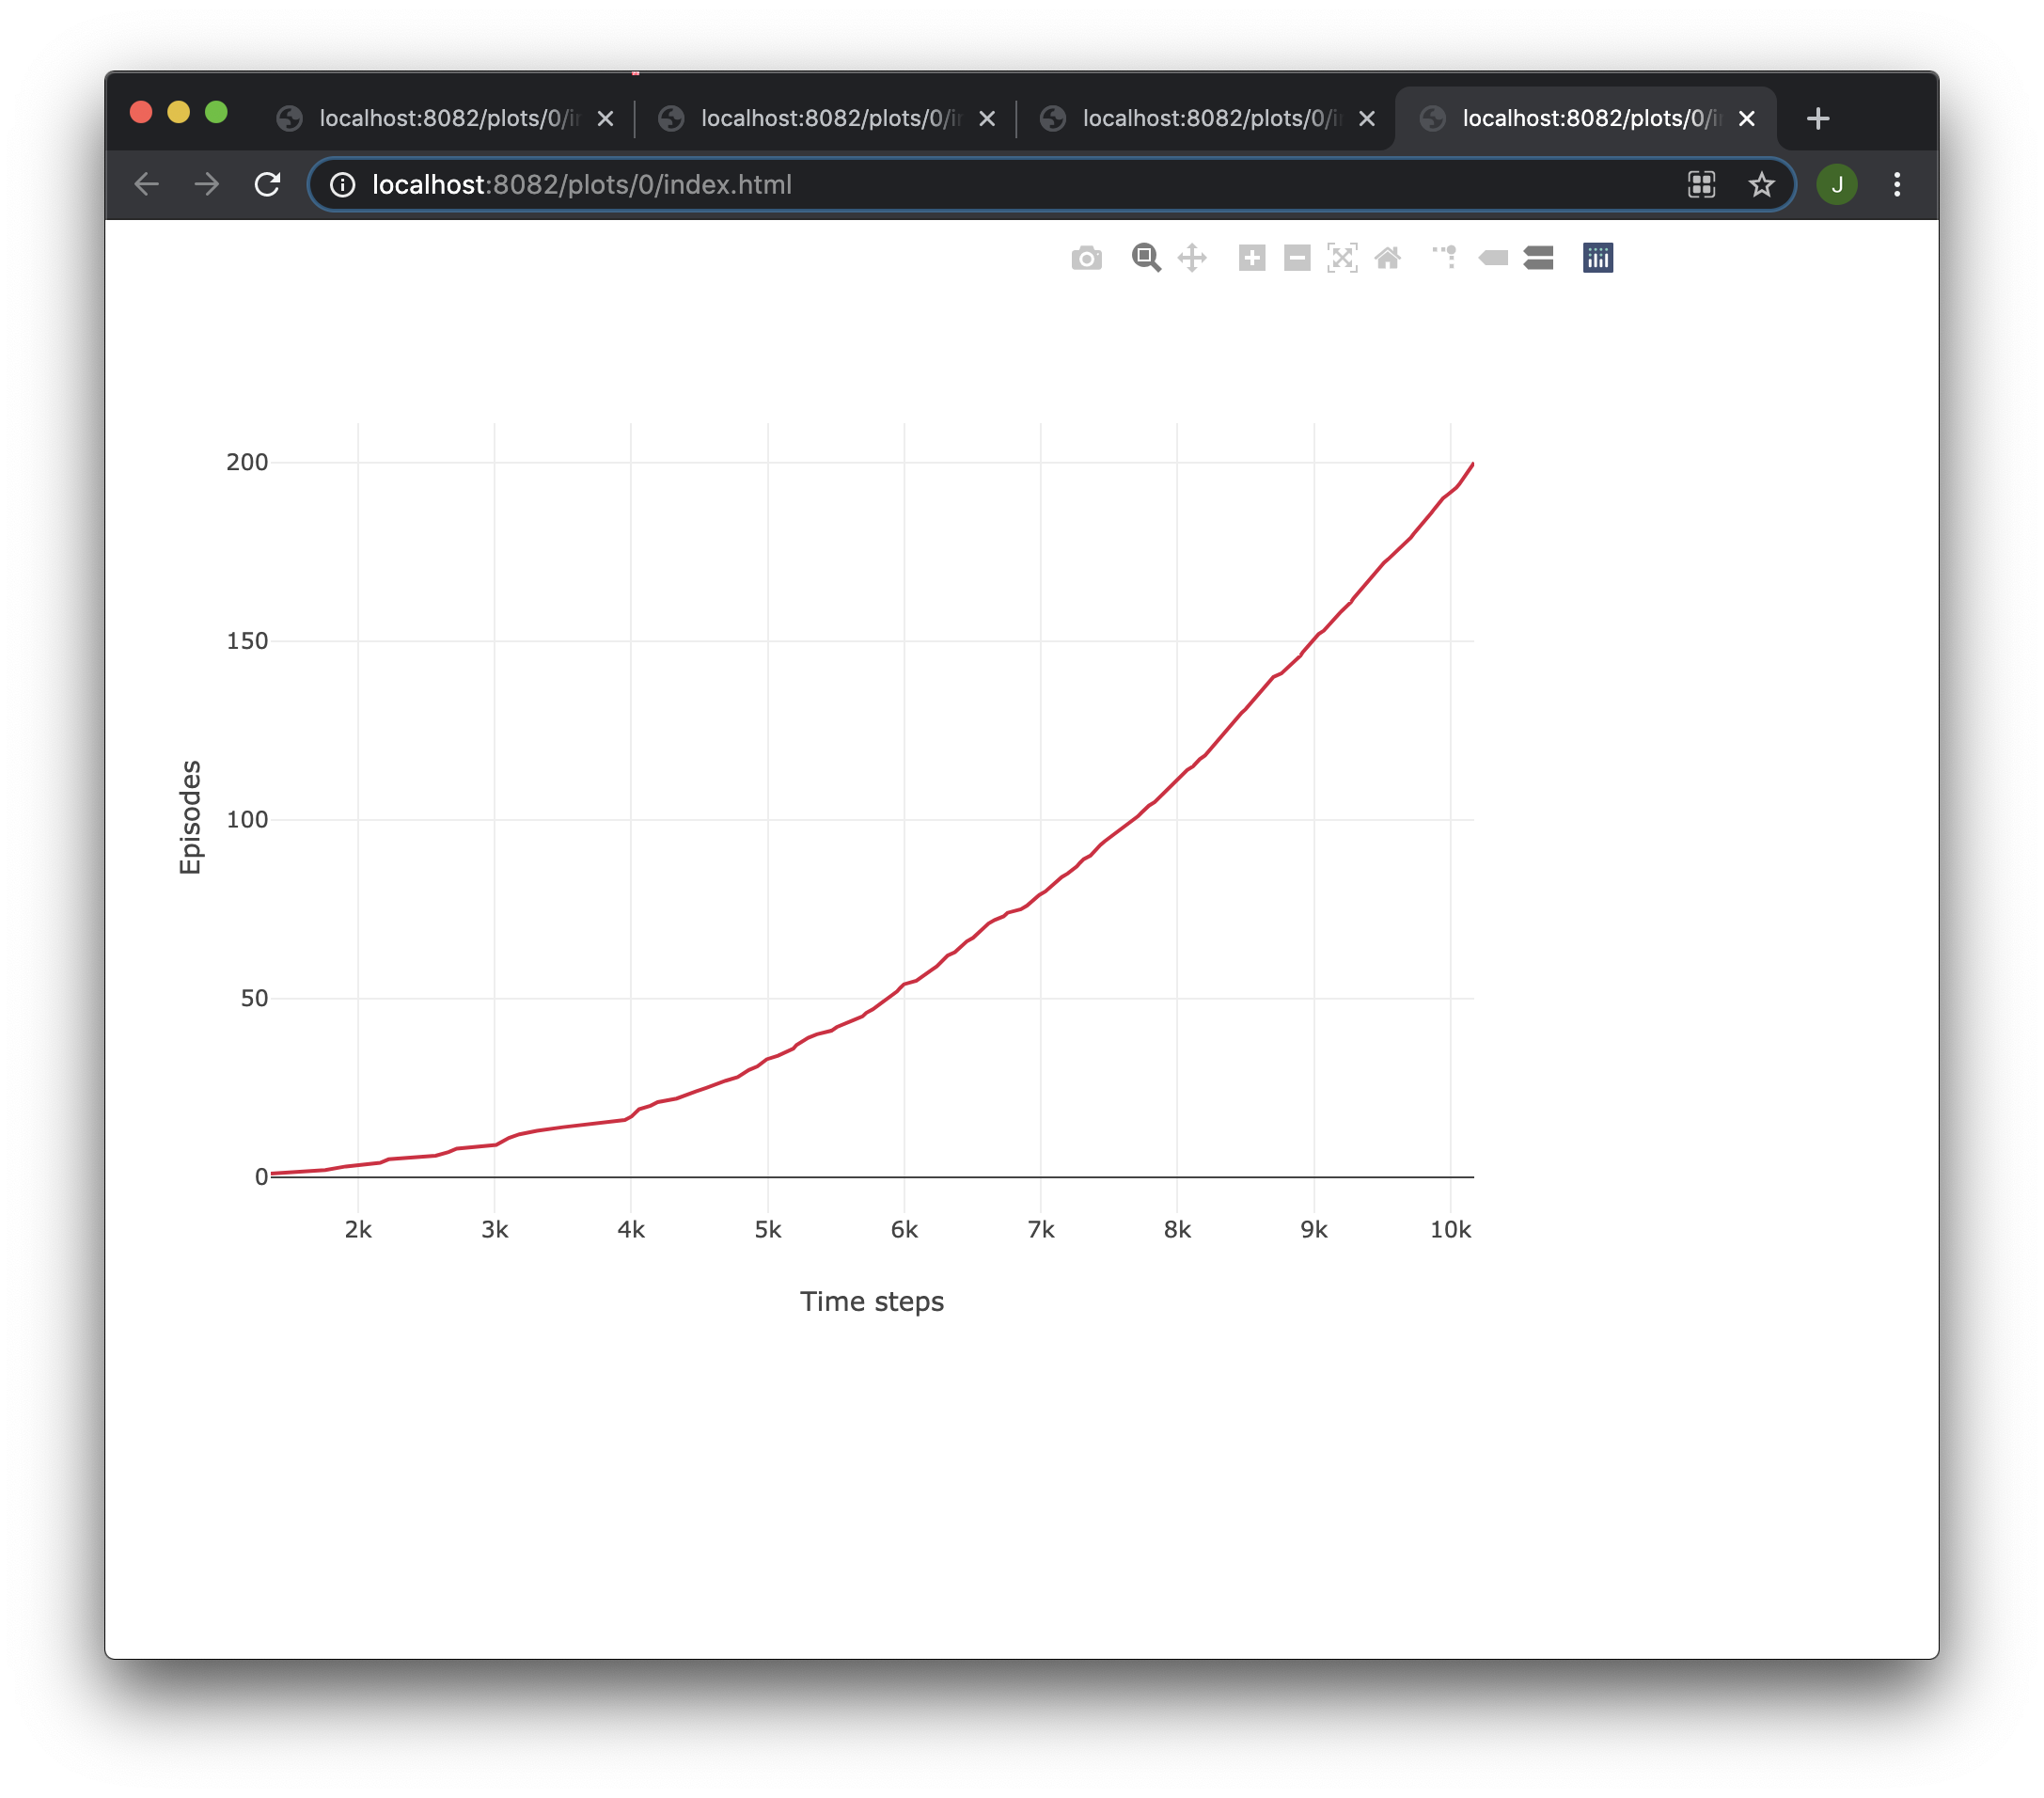 localhost:8082/plots/0/i
localhost:8082/plots/0/i
localhost:8082/plots/0/i
localhost:8082/plots/0/i
localhost:8082/plots/0/index.html
J
200
150
100
50
0
Episodes
2k 3k 4k 5k 6k 7k 8k 9k 10k
Time steps